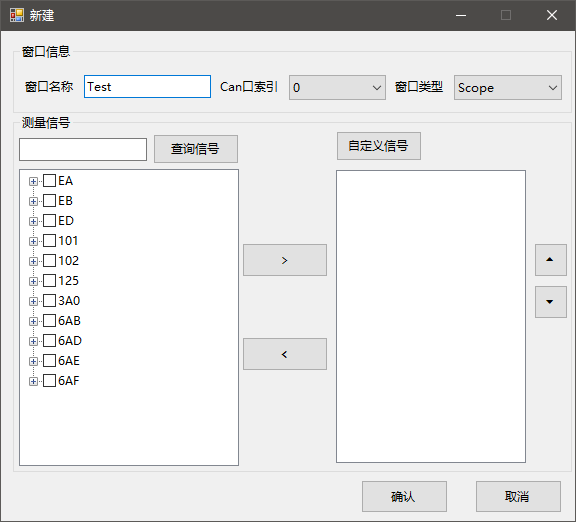 新建
窗口信息
窗口名称 Test Can口索引 0 窗口类型 Scope
测量信号
查询信号 自定义信号
EA
EB
ED
101
102
125
3A0
6AB
6AD
6AE
6AF
>
<
确认 取消